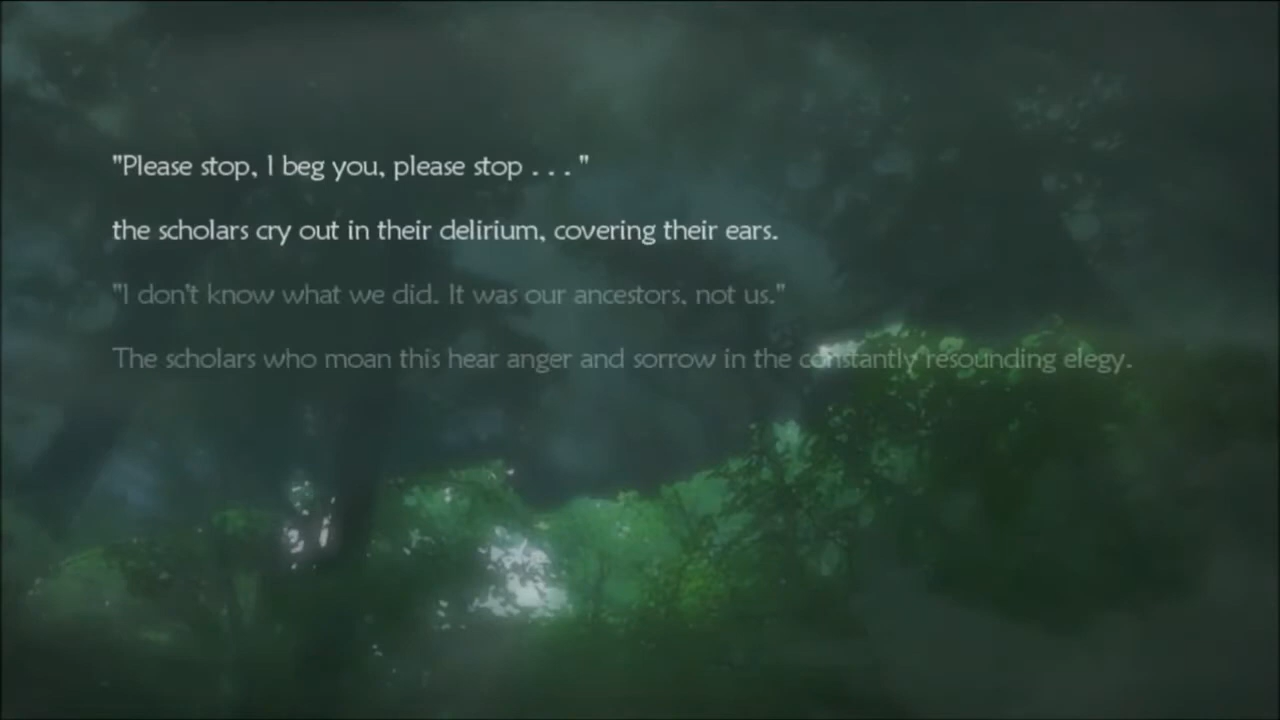 "Please stop, I beg you, please stop . . . "
the scholars cry out in their delirium, covering their ears.
"I don't know what we did. It was our ancestors, not us."
The scholars who moan this hear anger and sorrow in the constantly resounding elegy.